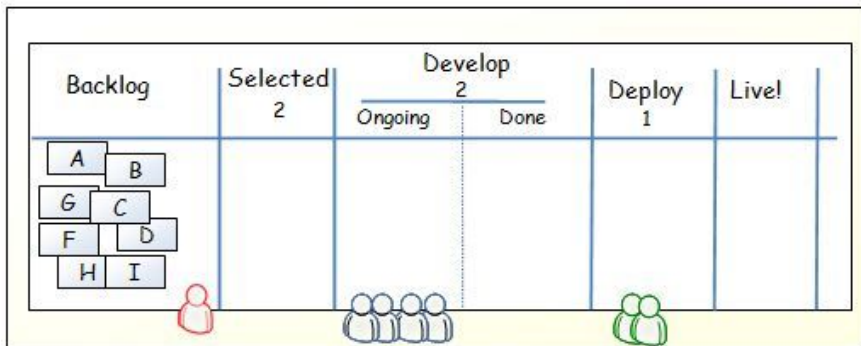 Backlog
Selected
2
Develop
2
Ongoing
Done
Deploy
1
Live!
A
B
G
C
F
D
H
I